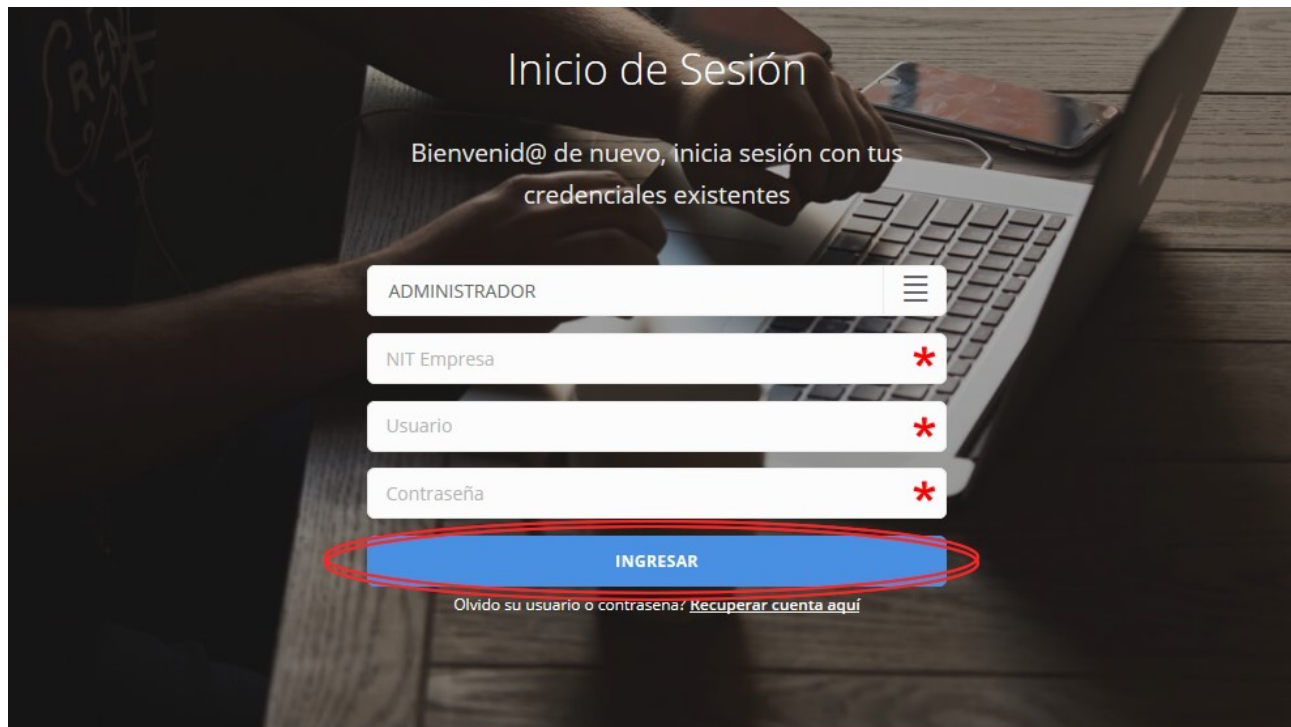 Inicio de Sesión
Bienvenid@ de nuevo, inicia sesión con tus
credenciales existentes
ADMINISTRADOR
NIT Empresa *
Usuario *
Contraseña *
INGRESAR
Olvido su usuario o contrasena? Recuperar cuenta aquí